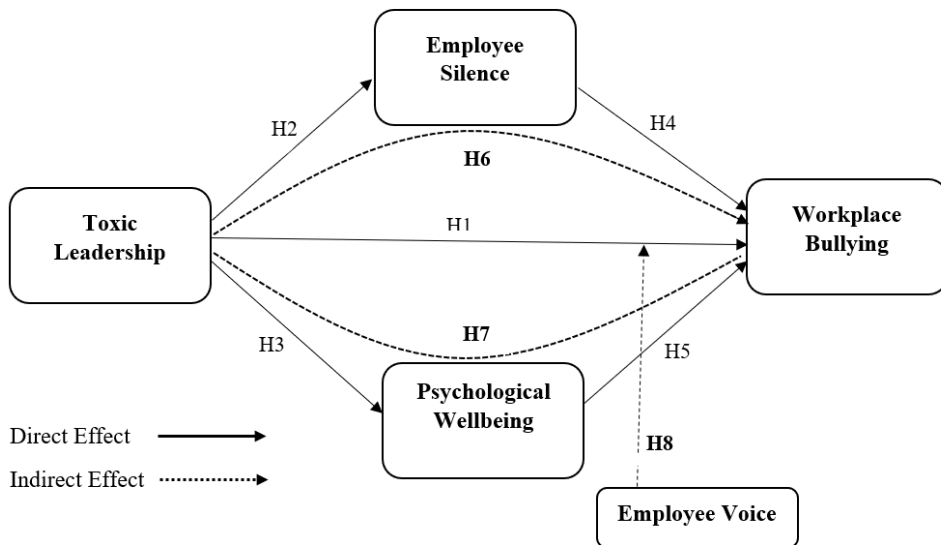 Employee
Silence
H2
H4
H6
Toxic
Leadership
H1
Workplace
Bullying
H3
H7
H5
Psychological
Wellbeing
Direct Effect
Indirect Effect
H8
Employee Voice